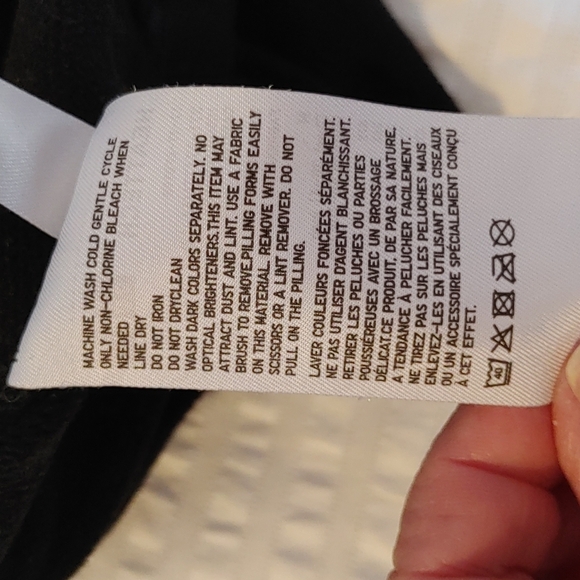 MACHINE WASH COLD GENTLE CYCLE
ONLY NON-CHLORINE BLEACH WHEN
NEEDED
LINE DRY
DO NOT IRON
DO NOT DRYCLEAN
WASH DARK COLORS SEPARATELY. NO
OPTICAL BRIGHTENERS.THIS ITEM MAY
ATTRACT DUST AND LINT. USE A FABRIC
BRUSH TO REMOVE.PILLING FORMS EASILY
ON THIS MATERIAL. REMOVE WITH
SCISSORS OR A LINT REMOVER. DO NOT
PULL ON THE PILLING.
LAVER COULEURS FONCÉES SÉPARÉMENT.
NE PAS UTILISER D'AGENT BLANCHISSANT.
RETIRER LES PELUCHES OU PARTIES
POUSSIÉREUSES AVEC UN BROSSAGE
DÉLICAT.CE PRODUIT, DE PAR SA NATURE,
A TENDANCE À PELUCHER FACILEMENT.
NE TIREZ PAS SUR LES PELUCHES MAIS
ENLEVEZ-LES EN UTILISANT DES CISEAUX
OU UN ACCESSOIRE SPÉCIALEMENT CONÇU
À CET EFFET.
40